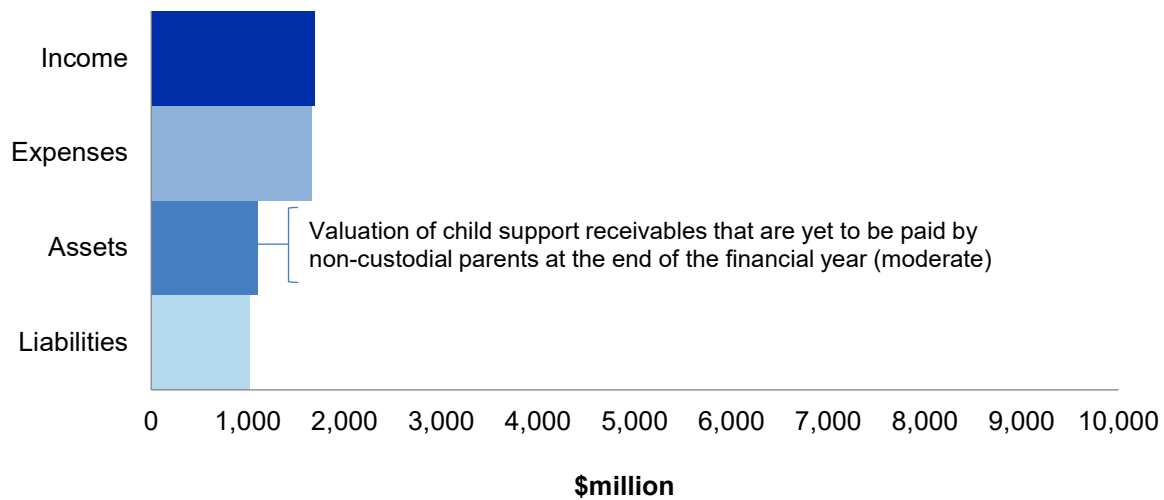 Income
Expenses
Assets
Valuation of child support receivables that are yet to be paid by
non-custodial parents at the end of the financial year (moderate)
Liabilities
0 1,000 2,000 3,000 4,000 5,000 6,000 7,000 8,000 9,000 10,000
$million